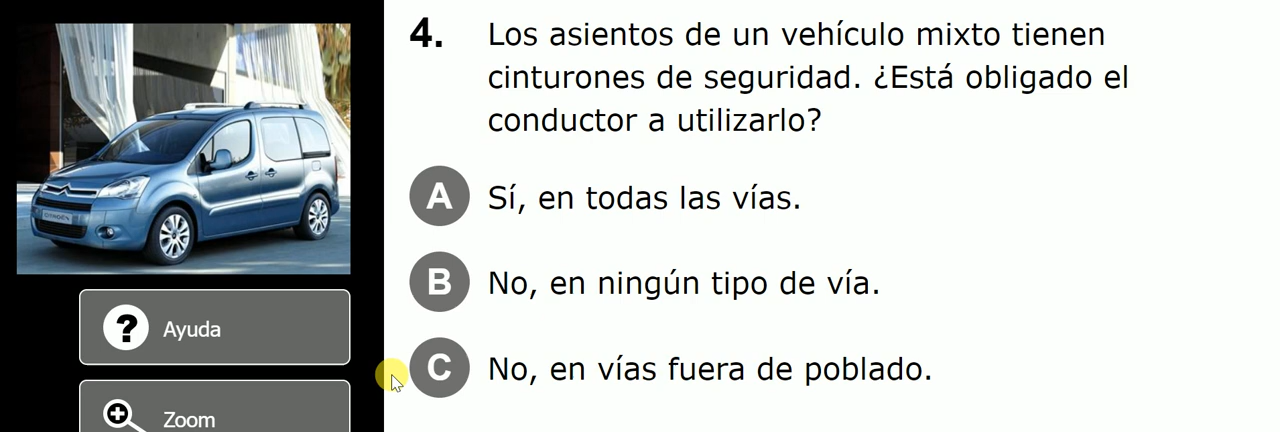 4. Los asientos de un vehículo mixto tienen
cinturones de seguridad. ¿Está obligado el
conductor a utilizarlo?
A Sí, en todas las vías.
B No, en ningún tipo de vía.
C No, en vías fuera de poblado.
CITROËN
? Ayuda
Zoom